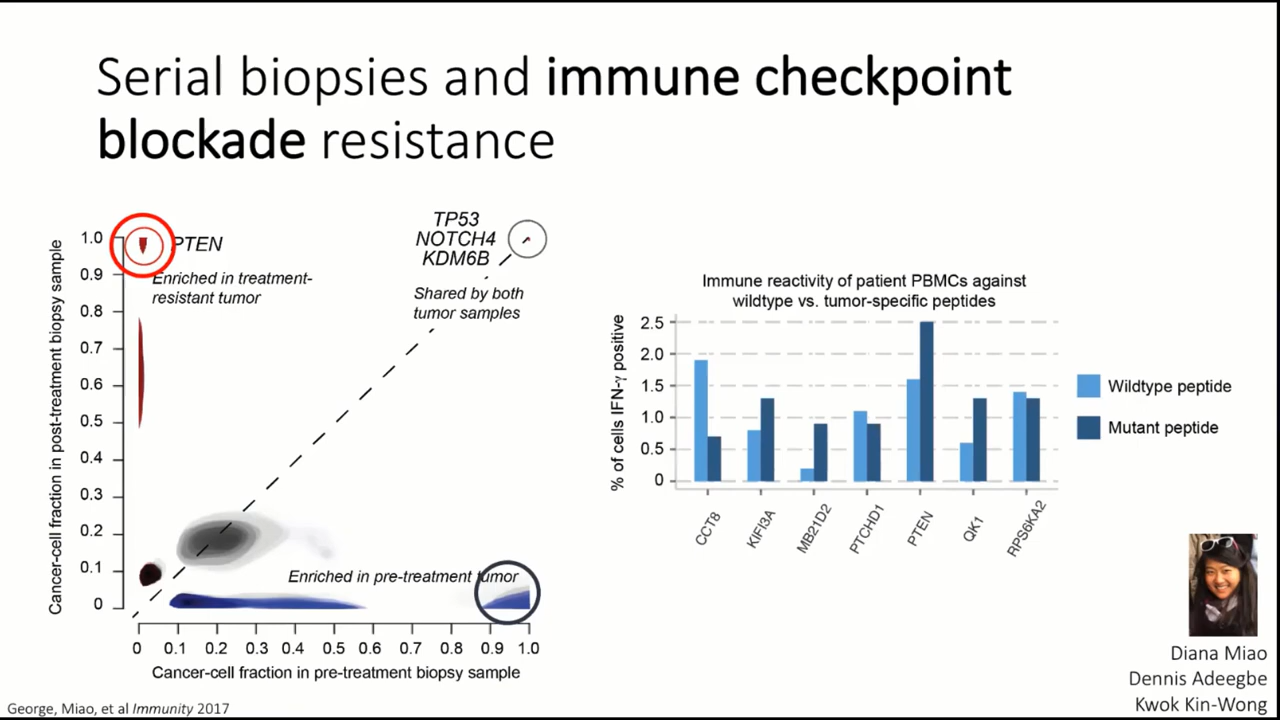 Serial biopsies and immune checkpoint
blockade resistance
Cancer-cell fraction in post-treatment biopsy sample
1.0
0.9
0.8
0.7
0.6
0.5
0.4
0.3
0.2
0.1
0
PTEN
Enriched in treatment-
resistant tumor
TP53
NOTCH4
KDM6B
Shared by both
tumor samples
Enriched in pre-treatment tumor
0 0.1 0.2 0.3 0.4 0.5 0.6 0.7 0.8 0.9 1.0
Cancer-cell fraction in pre-treatment biopsy sample
Immune reactivity of patient PBMCs against
wildtype vs. tumor-specific peptides
% of cells IFN-γ positive
2.5
2.0
1.5
1.0
0.5
0
CCT8 KIFI3A MB21D2 PTCHD1 PTEN QK1 RPS6KA2
Wildtype peptide
Mutant peptide
Diana Miao
Dennis Adeegbe
Kwok Kin-Wong
George, Miao, et al Immunity 2017